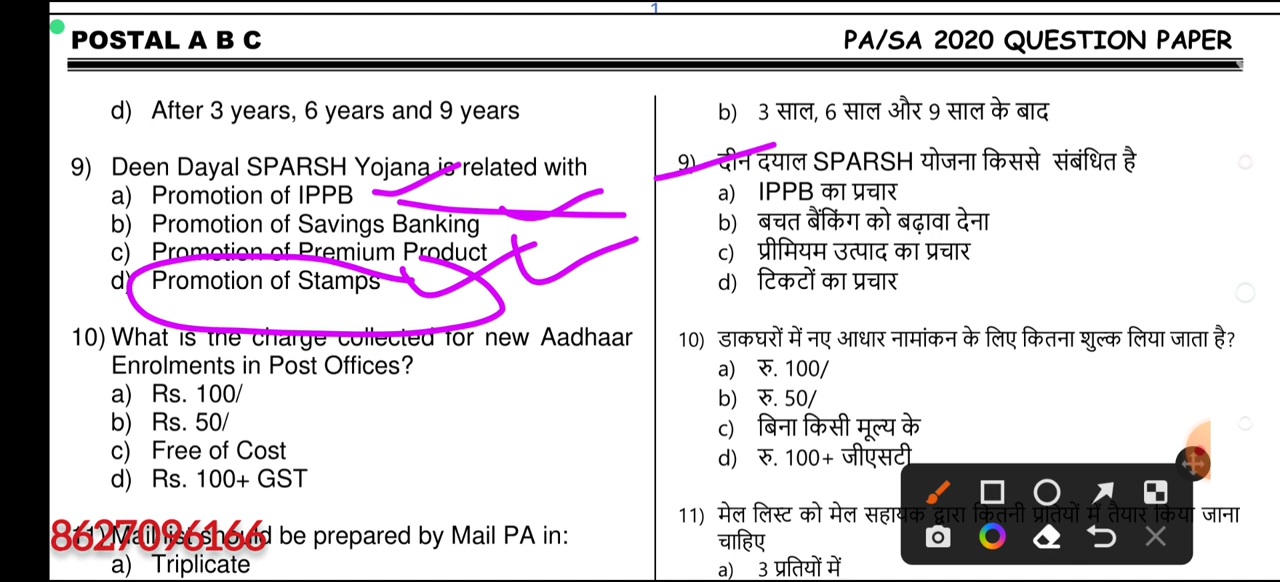 1
POSTAL A B C
PA/SA 2020 QUESTION PAPER
d) After 3 years, 6 years and 9 years
9) Deen Dayal SPARSH Yojana is related with
a) Promotion of IPPB
b) Promotion of Savings Banking
c) Promotion of Premium Product
d) Promotion of Stamps
10) What is the charge collected for new Aadhaar
Enrolments in Post Offices?
a) Rs. 100/
b) Rs. 50/
c) Free of Cost
d) Rs. 100+ GST
8627096166
11) Mail list should be prepared by Mail PA in:
a) Triplicate
b) 3 साल, 6 साल और 9 साल के बाद
9) दीन दयाल SPARSH योजना किससे संबंधित है
a) IPPB का प्रचार
b) बचत बैंकिंग को बढ़ावा देना
c) प्रीमियम उत्पाद का प्रचार
d) टिकटों का प्रचार
10) डाकघरों में नए आधार नामांकन के लिए कितना शुल्क लिया जाता है?
a) रु. 100/
b) रु. 50/
c) बिना किसी मूल्य के
d) रु. 100+ जीएसटी
11) मेल लिस्ट को मेल सहायक द्वारा कितनी प्रतियों में तैयार किया जाना
चाहिए
a) 3 प्रतियों में